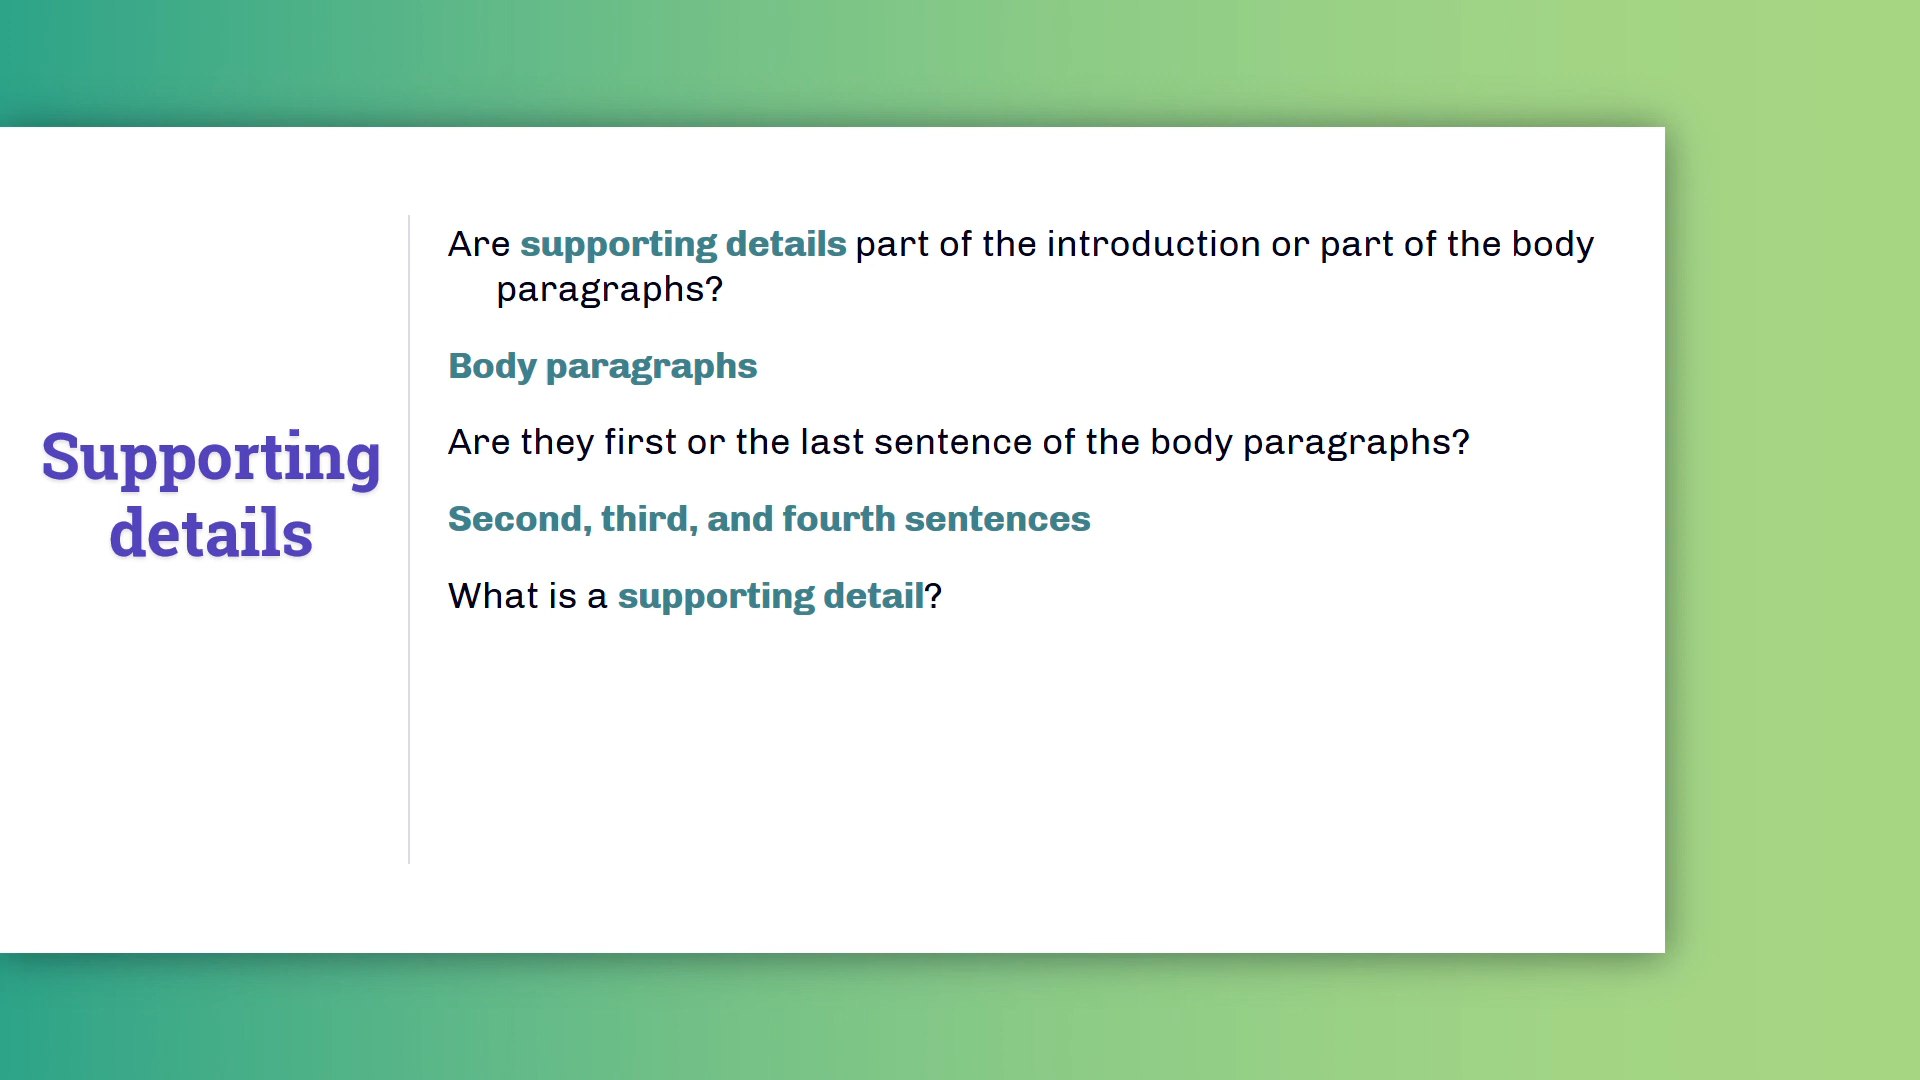 Supporting
details
Are supporting details part of the introduction or part of the body
paragraphs?
Body paragraphs
Are they first or the last sentence of the body paragraphs?
Second, third, and fourth sentences
What is a supporting detail?